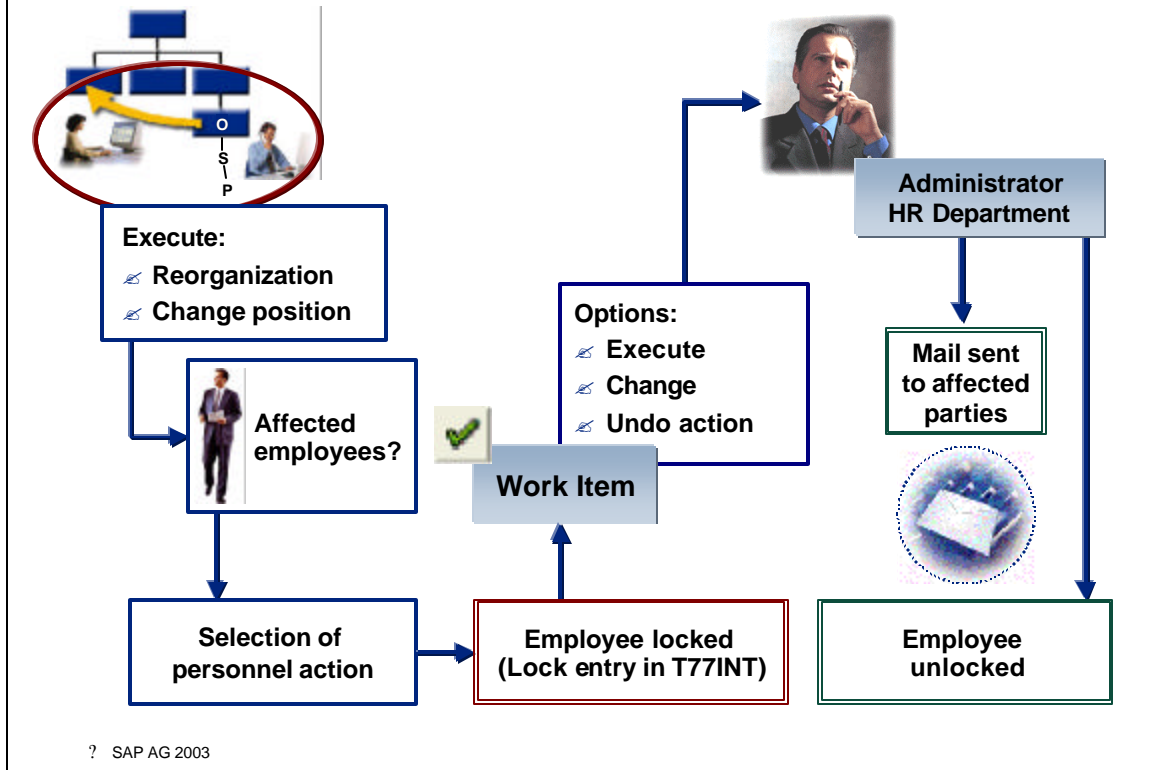 O
S
P
Execute:
Reorganization
Change position
Affected
employees?
Selection of
personnel action
Employee locked
(Lock entry in T77INT)
Work Item
Options:
Execute
Change
Undo action
Administrator
HR Department
Mail sent
to affected
parties
Employee
unlocked
? SAP AG 2003